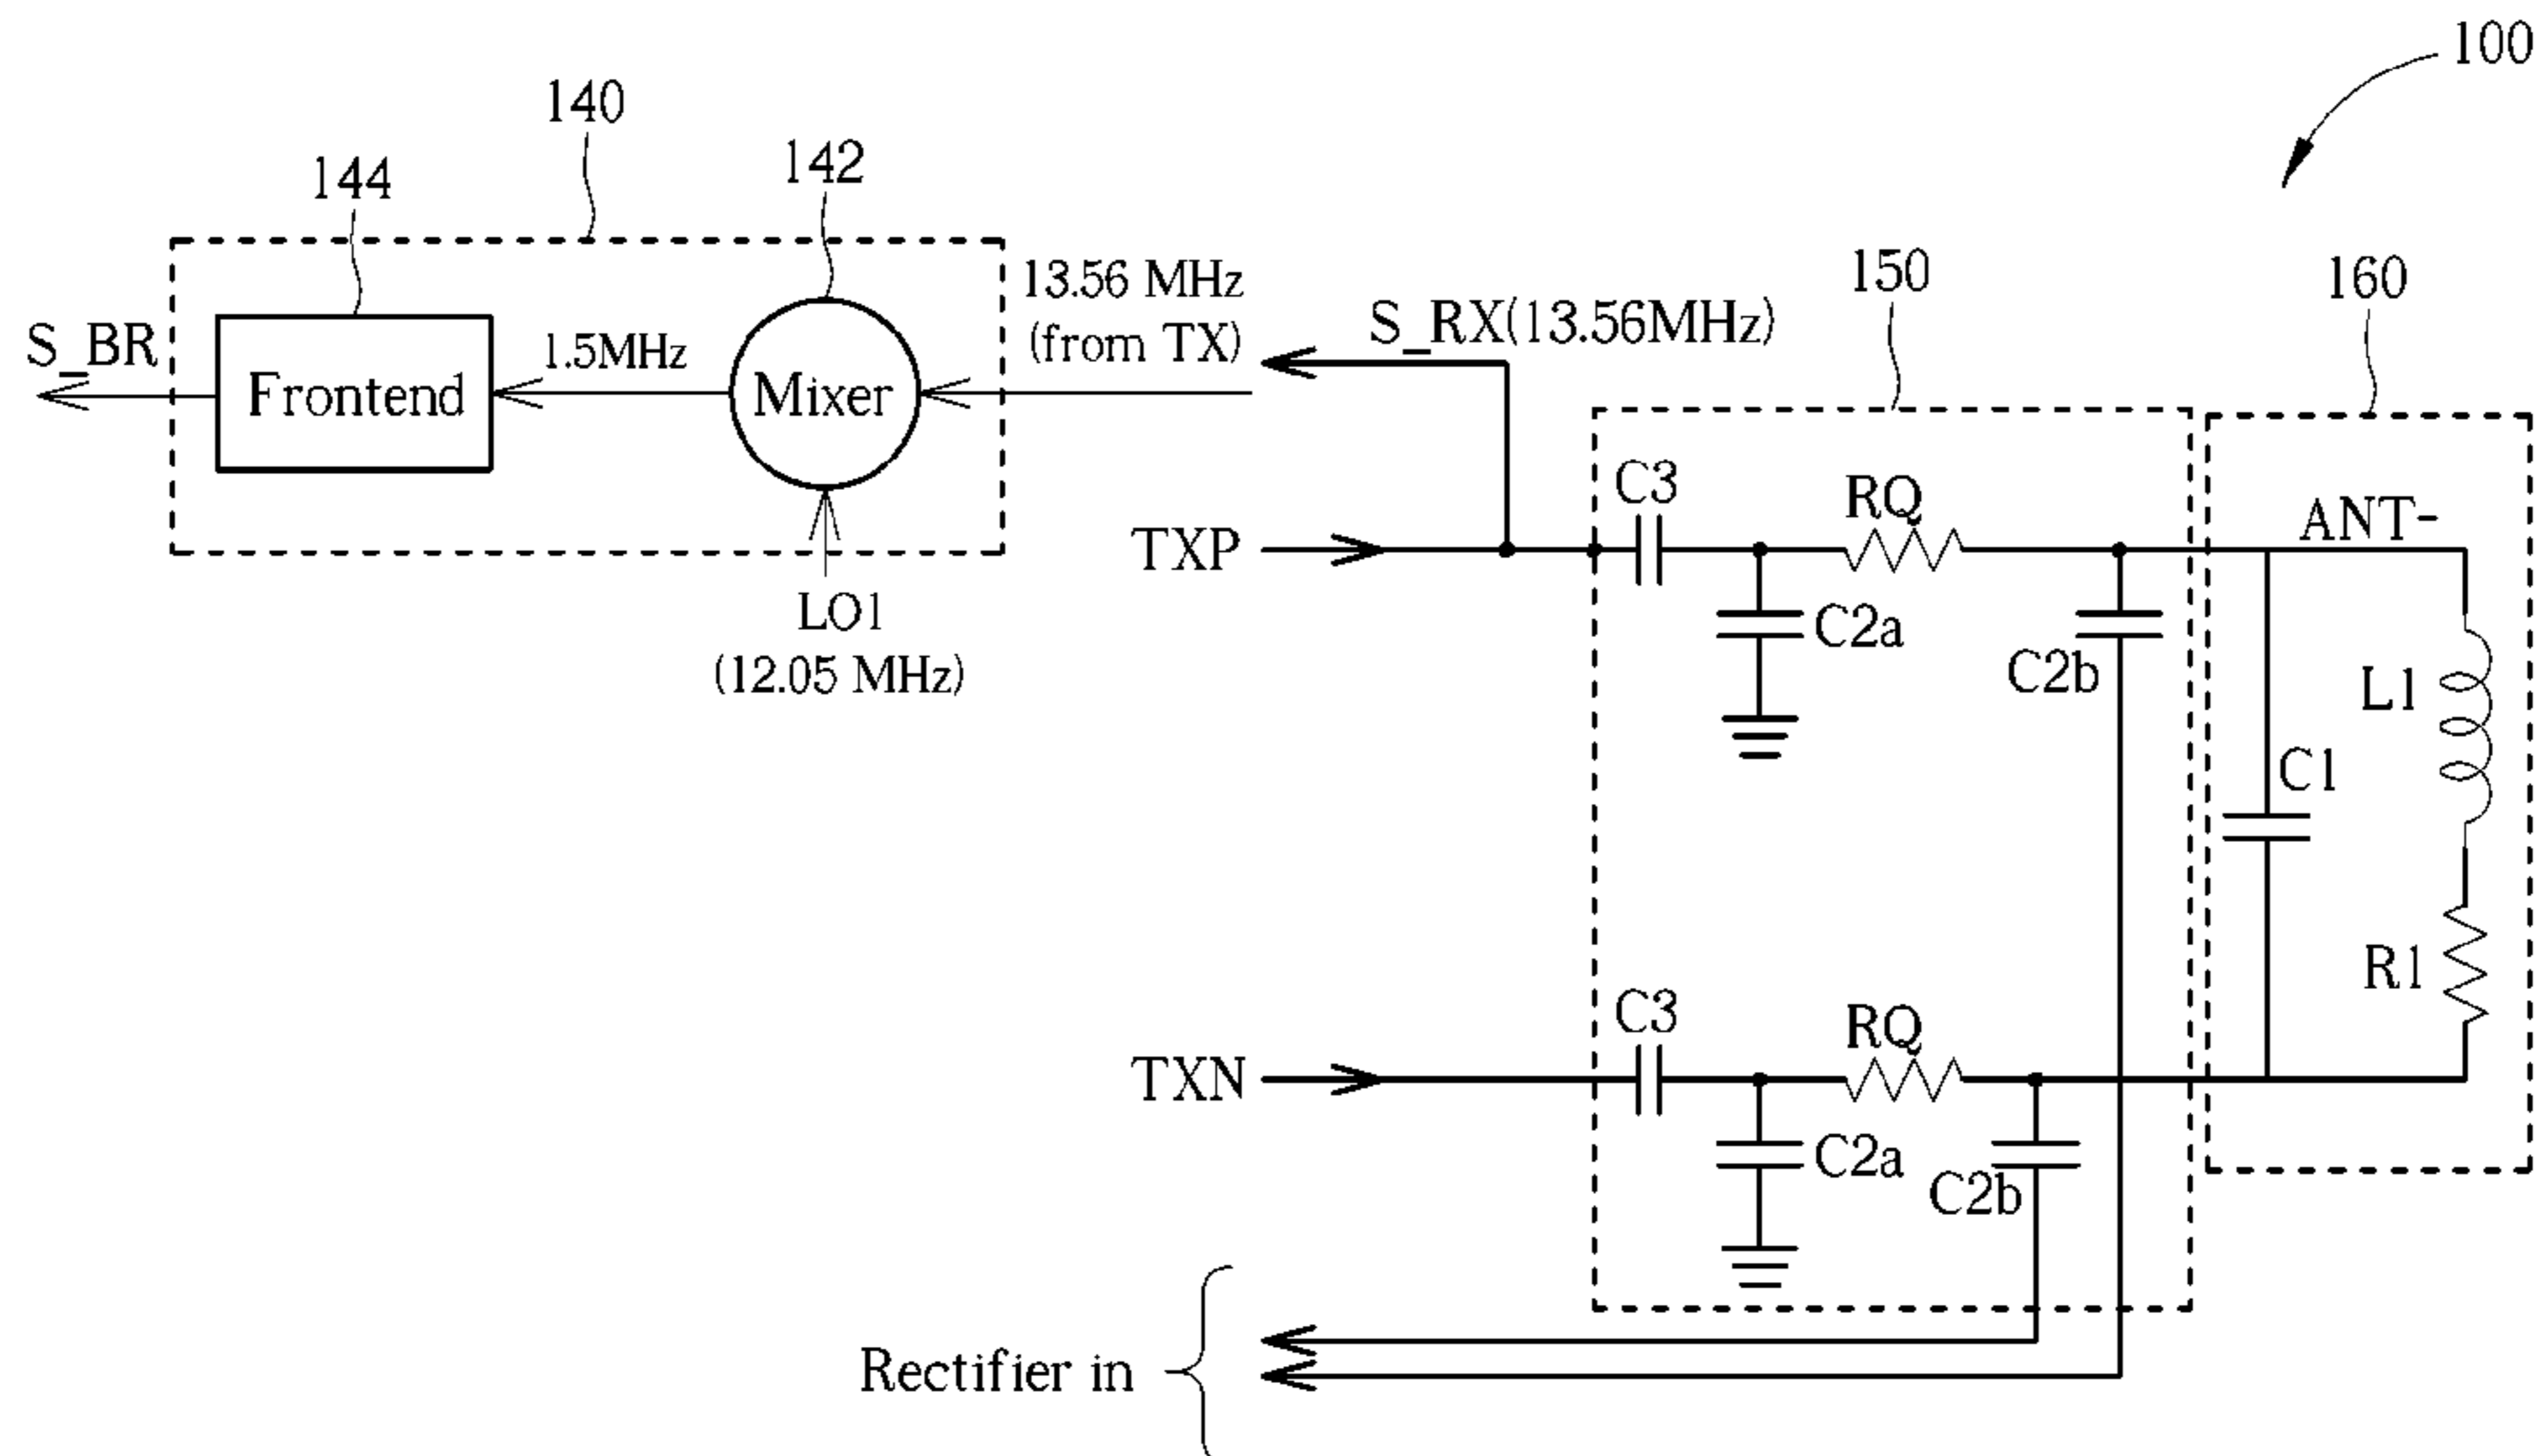 100
140
142
144
13.56 MHz
(from TX)
S_RX(13.56MHz)
150
160
S_BR
Frontend
1.5MHz
Mixer
LO1
(12.05 MHz)
TXP
C3
RQ
ANT-
C2a
C2b
L1
C1
R1
TXN
C3
RQ
C2a
C2b
Rectifier in